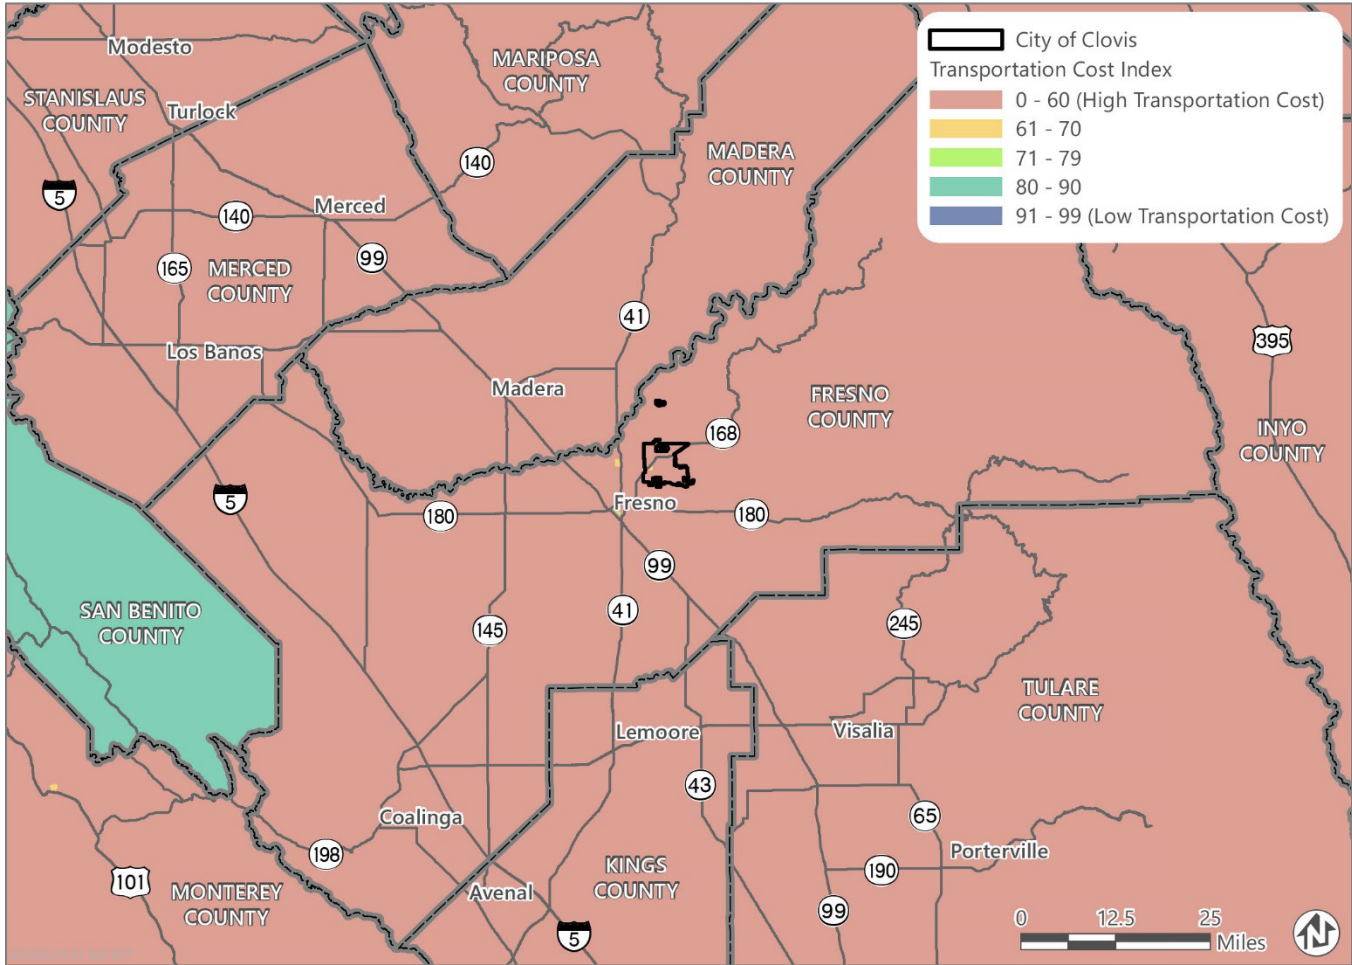 City of Clovis
Transportation Cost Index
0 - 60 (High Transportation Cost)
61 - 70
71 - 79
80 - 90
91 - 99 (Low Transportation Cost)
Modesto
MARIPOSA
COUNTY
STANISLAUS
COUNTY
Turlock
140
MADERA
COUNTY
5
140
Merced
165
99
MERCED
COUNTY
41
395
Los Banos
Madera
FRESNO
COUNTY
168
INYO
COUNTY
5
180
Fresno
180
99
SAN BENITO
COUNTY
145
41
245
TULARE
COUNTY
Lemoore
Visalia
43
Coalinga
65
198
Porterville
101
MONTEREY
COUNTY
KINGS
COUNTY
190
Avenal
99
5
0
12.5
25
Miles
N